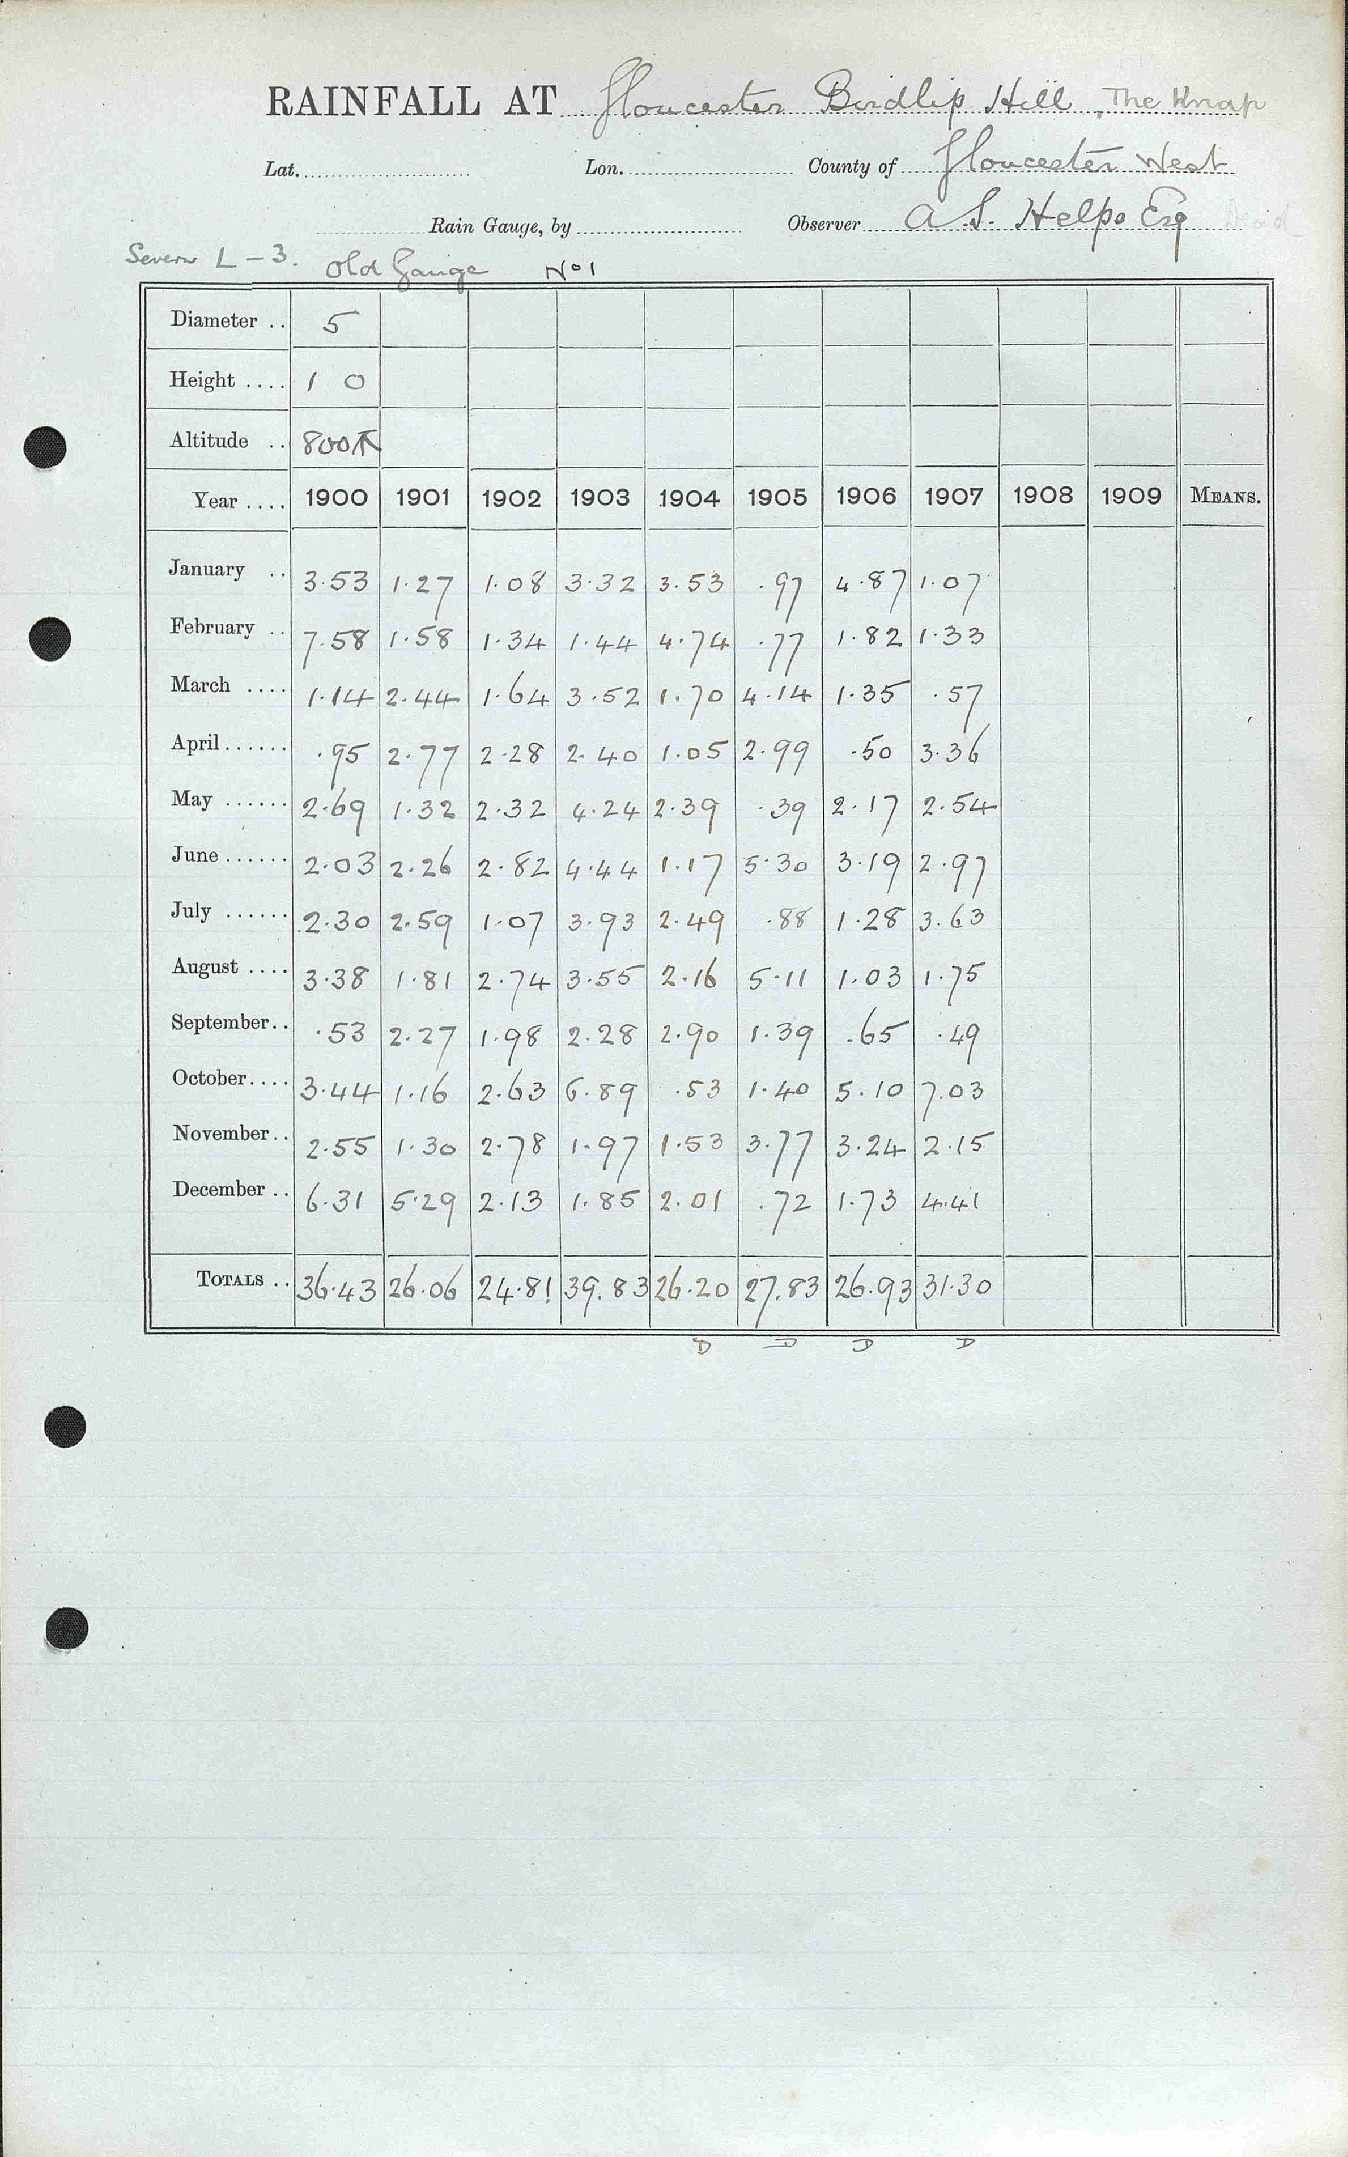 RAINFALL AT Gloucester Birdlip Hill, The Knap
Lat. Lon. County of Gloucester West
Rain Gauge, by Observer A. S. Helps Esq
Severn L-3. Old Gauge No 1
Diameter .. 5
Height .... 1 0
Altitude .. 800 ft
Year .... 1900 1901 1902 1903 1904 1905 1906 1907 1908 1909 MEANS.
January .. 3.53 1.27 1.08 3.32 3.53 .97 4.87 1.07
February .. 7.58 1.58 1.34 1.44 4.74 .77 1.82 1.33
March .... 1.14 2.44 1.64 3.52 1.70 4.14 1.35 .57
April...... .95 2.77 2.28 2.40 1.05 2.99 .50 3.36
May ...... 2.69 1.32 2.32 4.24 2.39 .39 2.17 2.54
June...... 2.03 2.26 2.82 4.44 1.17 5.30 3.19 2.97
July ...... 2.30 2.59 1.07 3.93 2.49 .88 1.28 3.63
August .... 3.38 1.81 2.74 3.55 2.16 5.11 1.03 1.75
September.. .53 2.27 1.98 2.28 2.90 1.39 .65 .49
October.... 3.44 1.16 2.63 6.89 .53 1.40 5.10 7.03
November.. 2.55 1.30 2.78 1.97 1.53 3.77 3.24 2.15
December .. 6.31 5.29 2.13 1.85 2.01 .72 1.73 4.41
TOTALS .. 36.43 26.06 24.81 39.83 26.20 27.83 26.93 31.30
D D D D